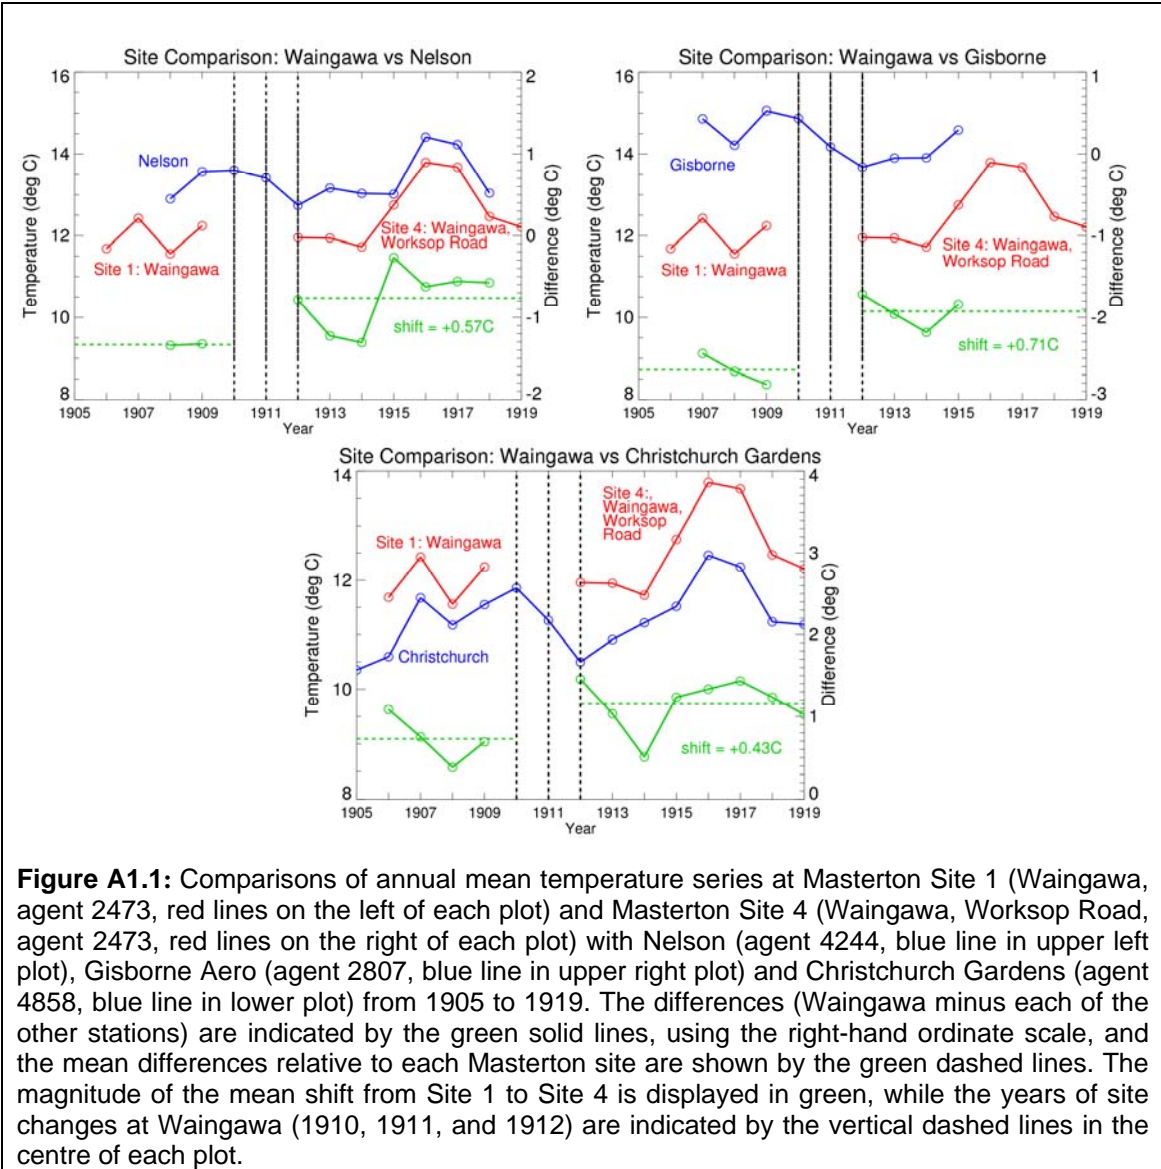 Site Comparison: Waingawa vs Nelson
16
14
12
10
8
Temperature (deg C)
2
1
0
-1
-2
Difference (deg C)
Nelson
Site 1: Waingawa
Site 4: Waingawa,
Worksop Road
shift = +0.57C
1905 1907 1909 1911 1913 1915 1917 1919
Year
Site Comparison: Waingawa vs Gisborne
16
14
12
10
8
Temperature (deg C)
1
0
-1
-2
-3
Difference (deg C)
Gisborne
Site 1: Waingawa
Site 4: Waingawa,
Worksop Road
shift = +0.71C
1905 1907 1909 1911 1913 1915 1917 1919
Year
Site Comparison: Waingawa vs Christchurch Gardens
14
12
10
8
Temperature (deg C)
4
3
2
1
0
Difference (deg C)
Site 1: Waingawa
Site 4:,
Waingawa,
Worksop
Road
Christchurch
shift = +0.43C
1905 1907 1909 1911 1913 1915 1917 1919
Year
Figure A1.1: Comparisons of annual mean temperature series at Masterton Site 1 (Waingawa,
agent 2473, red lines on the left of each plot) and Masterton Site 4 (Waingawa, Worksop Road,
agent 2473, red lines on the right of each plot) with Nelson (agent 4244, blue line in upper left
plot), Gisborne Aero (agent 2807, blue line in upper right plot) and Christchurch Gardens (agent
4858, blue line in lower plot) from 1905 to 1919. The differences (Waingawa minus each of the
other stations) are indicated by the green solid lines, using the right-hand ordinate scale, and
the mean differences relative to each Masterton site are shown by the green dashed lines. The
magnitude of the mean shift from Site 1 to Site 4 is displayed in green, while the years of site
changes at Waingawa (1910, 1911, and 1912) are indicated by the vertical dashed lines in the
centre of each plot.